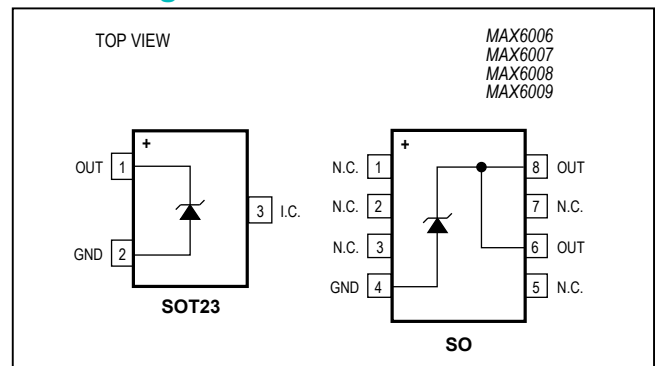 TOP VIEW
MAX6006
MAX6007
MAX6008
MAX6009
+
OUT 1
3 I.C.
GND 2
SOT23
+
N.C. 1
8 OUT
N.C. 2
7 N.C.
N.C. 3
6 OUT
GND 4
5 N.C.
SO